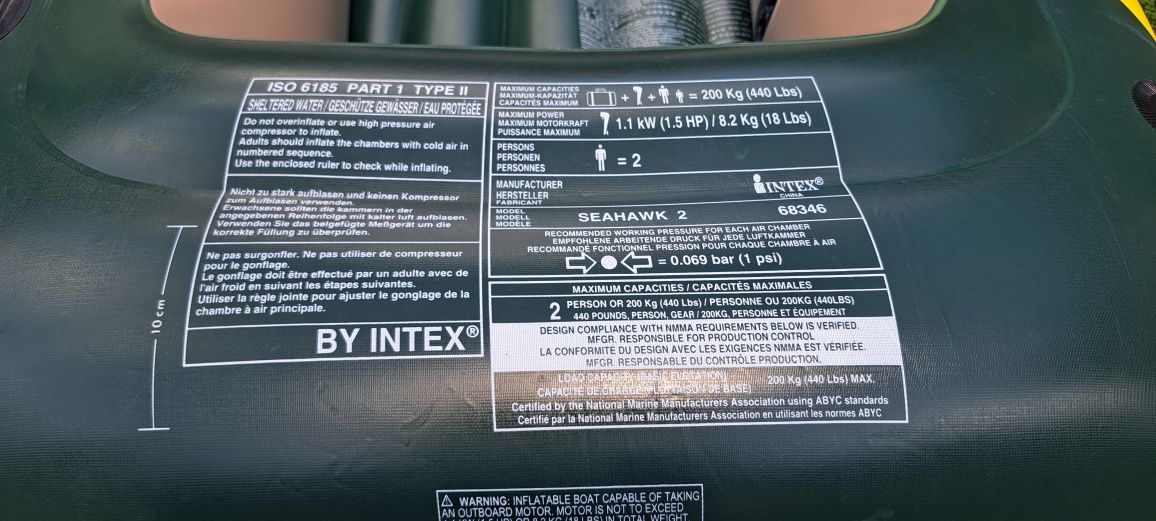 ISO 6185 PART 1 TYPE II
SHELTERED WATER / GESCHÜTZE GEWÄSSER / EAU PROTÉGÉE
Do not overinflate or use high pressure air
compressor to inflate.
Adults should inflate the chambers with cold air in
numbered sequence.
Use the enclosed ruler to check while inflating.
Nicht zu stark aufblasen und keinen Kompressor
zum Aufblasen verwenden.
Erwachsene sollten die kammern in der
angegebenen Reihenfolge mit kalter luft aufblasen.
Verwenden Sie das beigefügte Meßgerät um die
korrekte Füllung zu überprüfen.
Ne pas surgonfler. Ne pas utiliser de compresseur
pour le gonflage.
Le gonflage doit être effectué par un adulte avec de
l'air froid en suivant les étapes suivantes.
Utiliser la règle jointe pour ajuster le gonglage de la
chambre à air principale.
BY INTEX®
10 cm
MAXIMUM CAPACITIES
MAXIMUM-KAPAZITÄT
CAPACITÉS MAXIMUM
+ + = 200 Kg (440 Lbs)
MAXIMUM POWER
MAXIMUM MOTORKRAFT
PUISSANCE MAXIMUM
1.1 kW (1.5 HP) / 8.2 Kg (18 Lbs)
PERSONS
PERSONEN
PERSONNES
= 2
MANUFACTURER
HERSTELLER
FABRICANT
INTEX®
CHINA
MODEL
MODELL
MODÈLE
SEAHAWK 2
68346
RECOMMENDED WORKING PRESSURE FOR EACH AIR CHAMBER
EMPFOHLENE ARBEITENDE DRUCK FÜR JEDE LUFTKAMMER
RECOMMANDÉ FONCTIONNEL PRESSION POUR CHAQUE CHAMBRE À AIR
= 0.069 bar (1 psi)
MAXIMUM CAPACITIES / CAPACITÉS MAXIMALES
2 PERSON OR 200 Kg (440 Lbs) / PERSONNE OU 200KG (440LBS)
440 POUNDS, PERSON, GEAR / 200KG, PERSONNE ET ÉQUIPEMENT
DESIGN COMPLIANCE WITH NMMA REQUIREMENTS BELOW IS VERIFIED.
MFGR. RESPONSIBLE FOR PRODUCTION CONTROL
LA CONFORMITÉ DU DESIGN AVEC LES EXIGENCES NMMA EST VÉRIFIÉE.
MFGR. RESPONSABLE DU CONTRÔLE PRODUCTION.
LOAD CAPACITY (BASIC FLOTATION)
CAPACITÉ DE CHARGE (FLOTTAISON DE BASE)
200 Kg (440 Lbs) MAX.
Certified by the National Marine Manufacturers Association using ABYC standards
Certifié par la National Marine Manufacturers Association en utilisant les normes ABYC
WARNING: INFLATABLE BOAT CAPABLE OF TAKING
AN OUTBOARD MOTOR. MOTOR IS NOT TO EXCEED